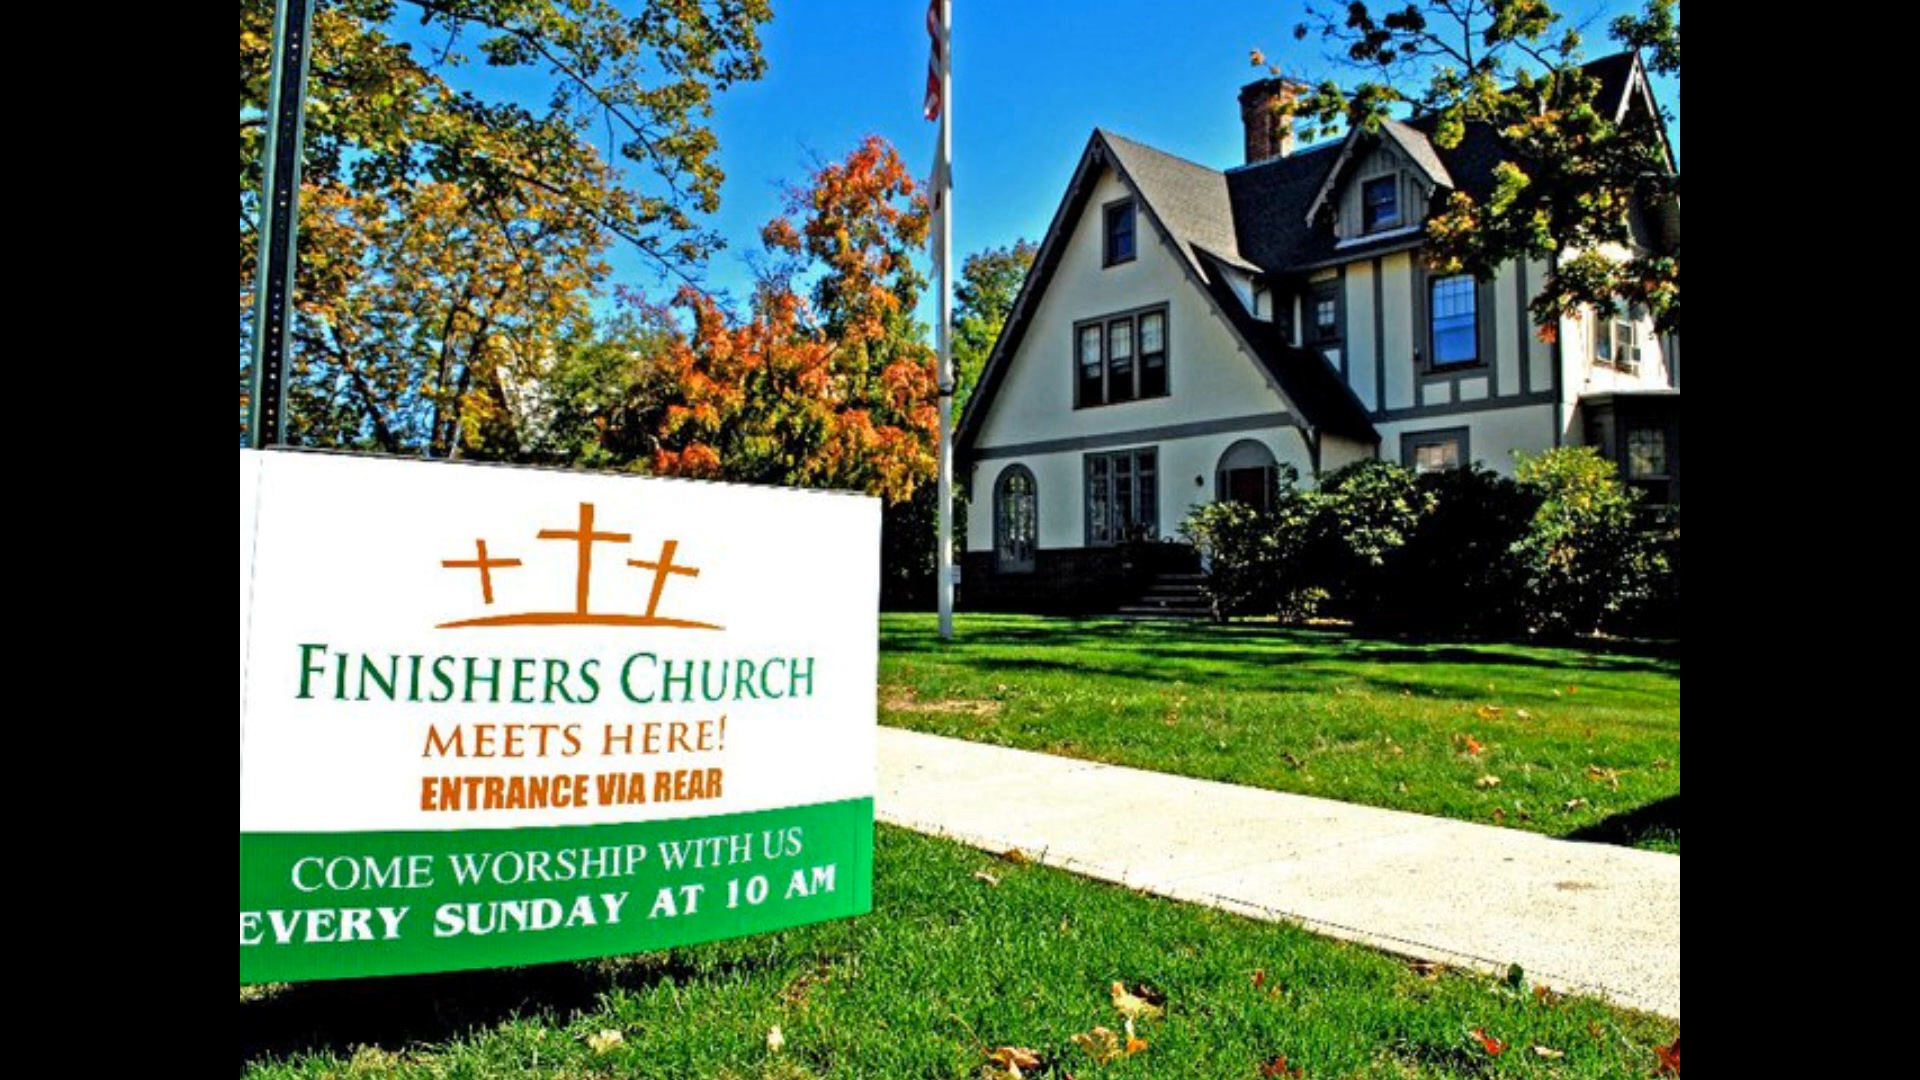 FINISHERS CHURCH
MEETS HERE!
ENTRANCE VIA REAR
COME WORSHIP WITH US
EVERY SUNDAY AT 10 AM